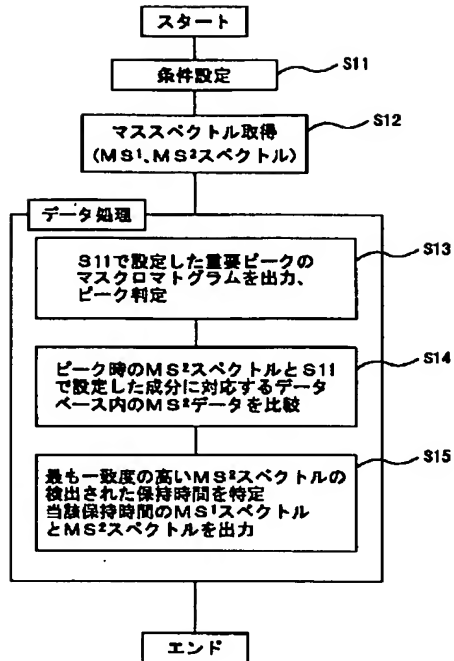 スタート
条件設定
S11
マススペクトル取得
(MS¹、MS²スペクトル)
S12
データ処理
S11で設定した重要ピークの
マスクロマトグラムを出力、
ピーク判定
S13
ピーク時のMS²スペクトルとS11
で設定した成分に対応するデータ
ベース内のMS²データを比較
S14
最も一致度の高いMS²スペクトルの
検出された保持時間を特定
当該保持時間のMS¹スペクトル
とMS²スペクトルを出力
S15
エンド